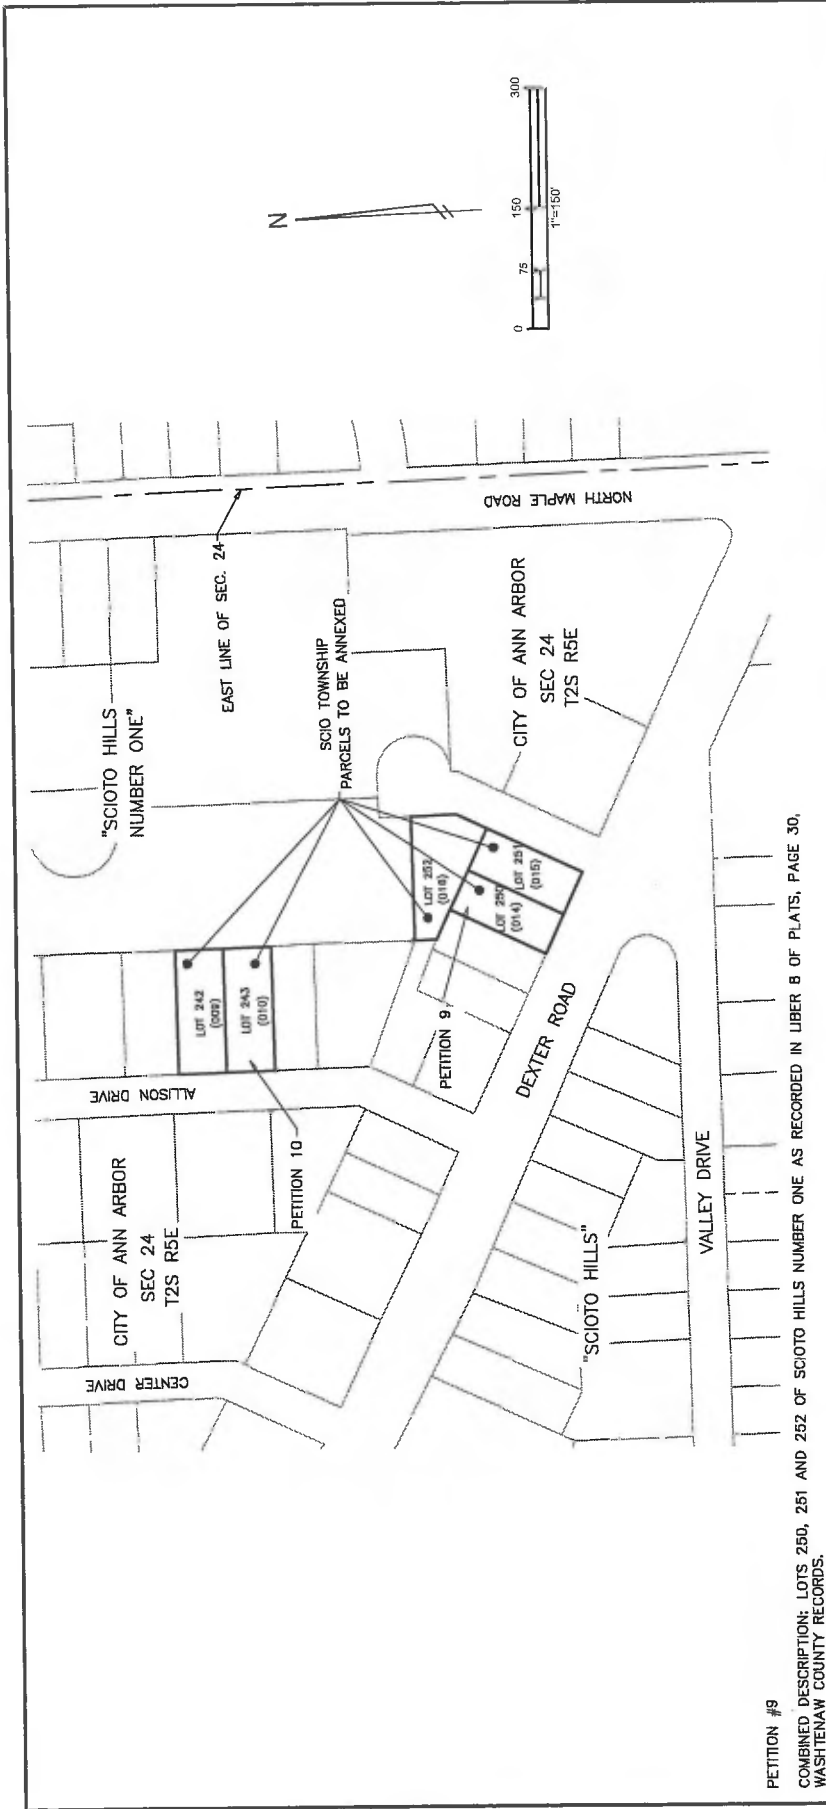 N
0
75
150
300
1"=150'
"SCIOTO HILLS
NUMBER ONE"
EAST LINE OF SEC. 24
SCIO TOWNSHIP
PARCELS TO BE ANNEXED
NORTH MAPLE ROAD
CITY OF ANN ARBOR
SEC 24
T2S R5E
LOT 242
(009)
LOT 243
(010)
LOT 252
(016)
LOT 250
(014)
LOT 251
(015)
ALLISON DRIVE
PETITION 9
PETITION 10
DEXTER ROAD
CITY OF ANN ARBOR
SEC 24
T2S R5E
CENTER DRIVE
"SCIOTO HILLS"
VALLEY DRIVE
PETITION #9
COMBINED DESCRIPTION: LOTS 250, 251 AND 252 OF SCIOTO HILLS NUMBER ONE AS RECORDED IN LIBER 8 OF PLATS, PAGE 30,
WASHTENAW COUNTY RECORDS.